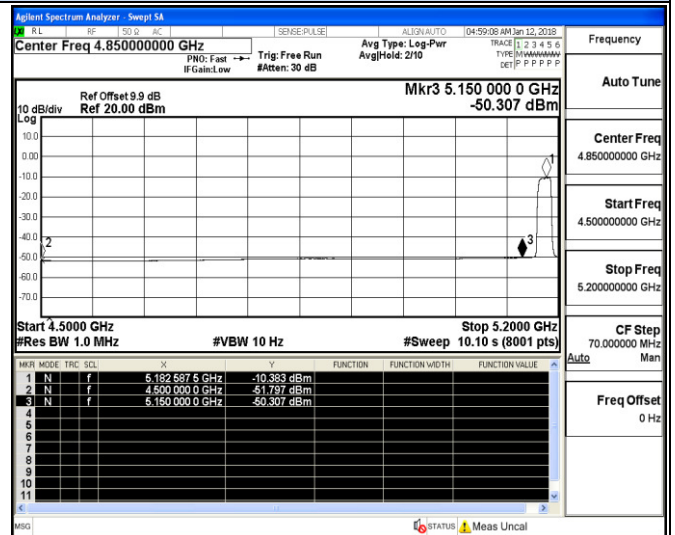 Agilent Spectrum Analyzer - Swept SA
RL RF 50 Ω AC SENSE:PULSE ALIGNAUTO 04:59:08 AM Jan 12, 2018
Center Freq 4.850000000 GHz
PNO: Fast
IFGain:Low
Trig: Free Run
#Atten: 30 dB
Avg Type: Log-Pwr
Avg|Hold: 2/10
TRACE 1 2 3 4 5 6
TYPE
DET P P P P P P
Ref Offset 9.9 dB
10 dB/div Ref 20.00 dBm
Log
Mkr3 5.150 000 0 GHz
-50.307 dBm
10.0
0.00
-10.0
-20.0
-30.0
-40.0
-50.0
-60.0
-70.0
1
2
3
Start 4.5000 GHz Stop 5.2000 GHz
#Res BW 1.0 MHz #VBW 10 Hz #Sweep 10.10 s (8001 pts)
MKR MODE TRC SCL X Y FUNCTION FUNCTION WIDTH FUNCTION VALUE
1 N f 5.182 587 5 GHz -10.383 dBm
2 N f 4.500 000 0 GHz -51.797 dBm
3 N f 5.150 000 0 GHz -50.307 dBm
4
5
6
7
8
9
10
11
MSG STATUS Meas Uncal
Frequency
Auto Tune
Center Freq
4.850000000 GHz
Start Freq
4.500000000 GHz
Stop Freq
5.200000000 GHz
CF Step
70.000000 MHz
Auto Man
Freq Offset
0 Hz